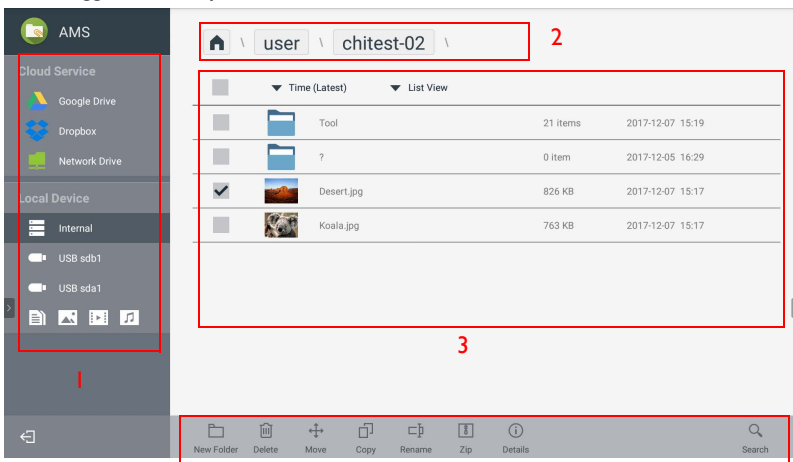 AMS
\ user \ chitest-02 \
2
Cloud Service
Google Drive
Dropbox
Network Drive
Local Device
Internal
USB sdb1
USB sda1
Time (Latest) List View
Tool 21 items 2017-12-07 15:19
? 0 item 2017-12-05 16:29
Desert.jpg 826 KB 2017-12-07 15:17
Koala.jpg 763 KB 2017-12-07 15:17
3
1
New Folder Delete Move Copy Rename Zip Details Search